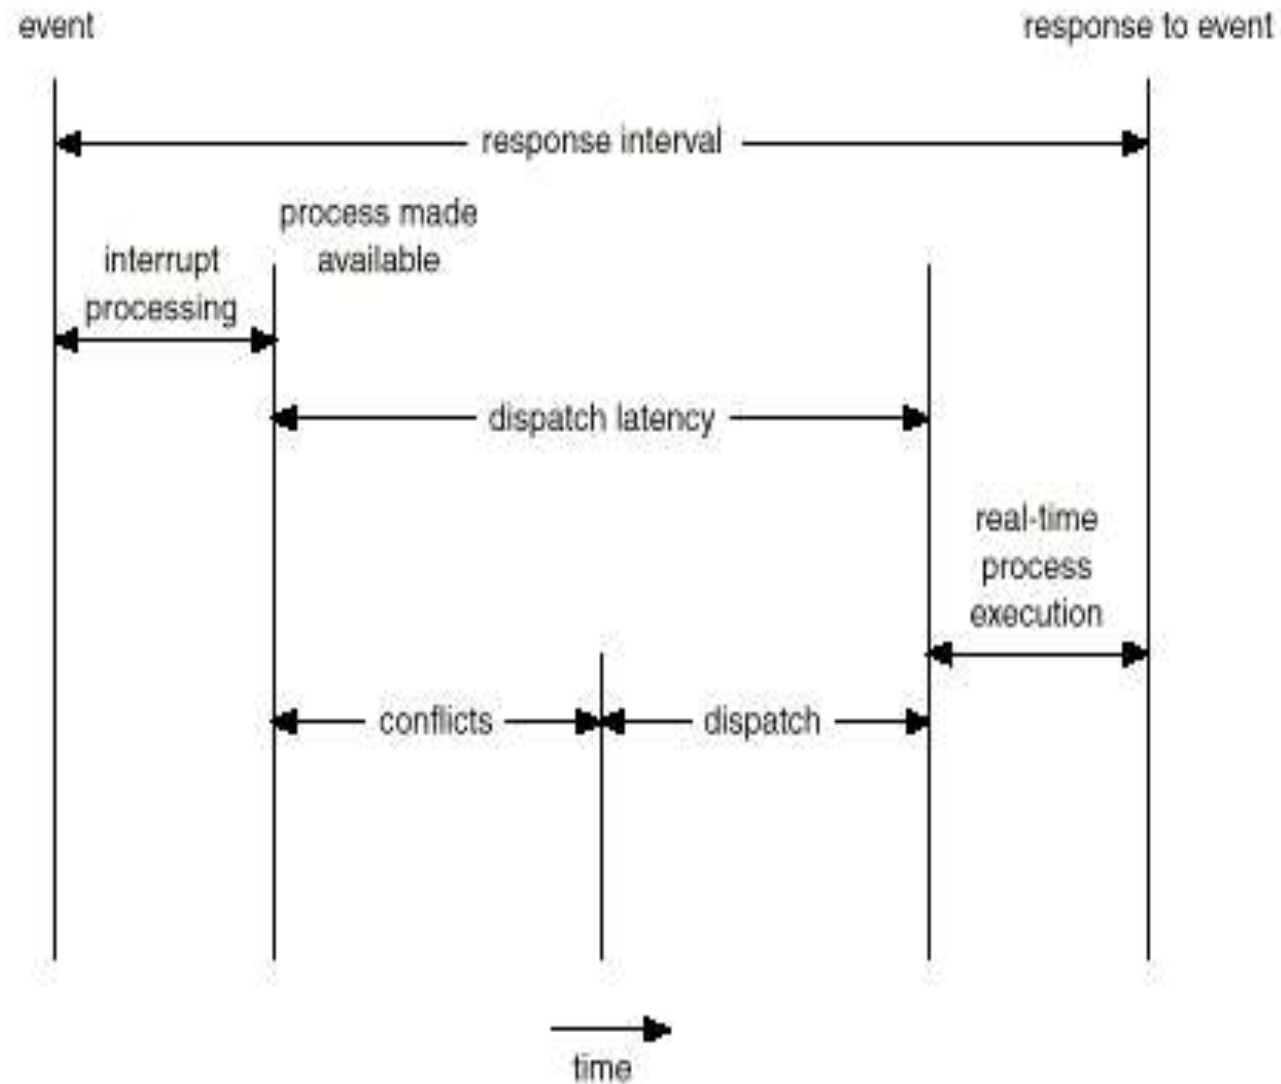 event
response to event
response interval
process made
available
interrupt
processing
dispatch latency
real-time
process
execution
conflicts
dispatch
time